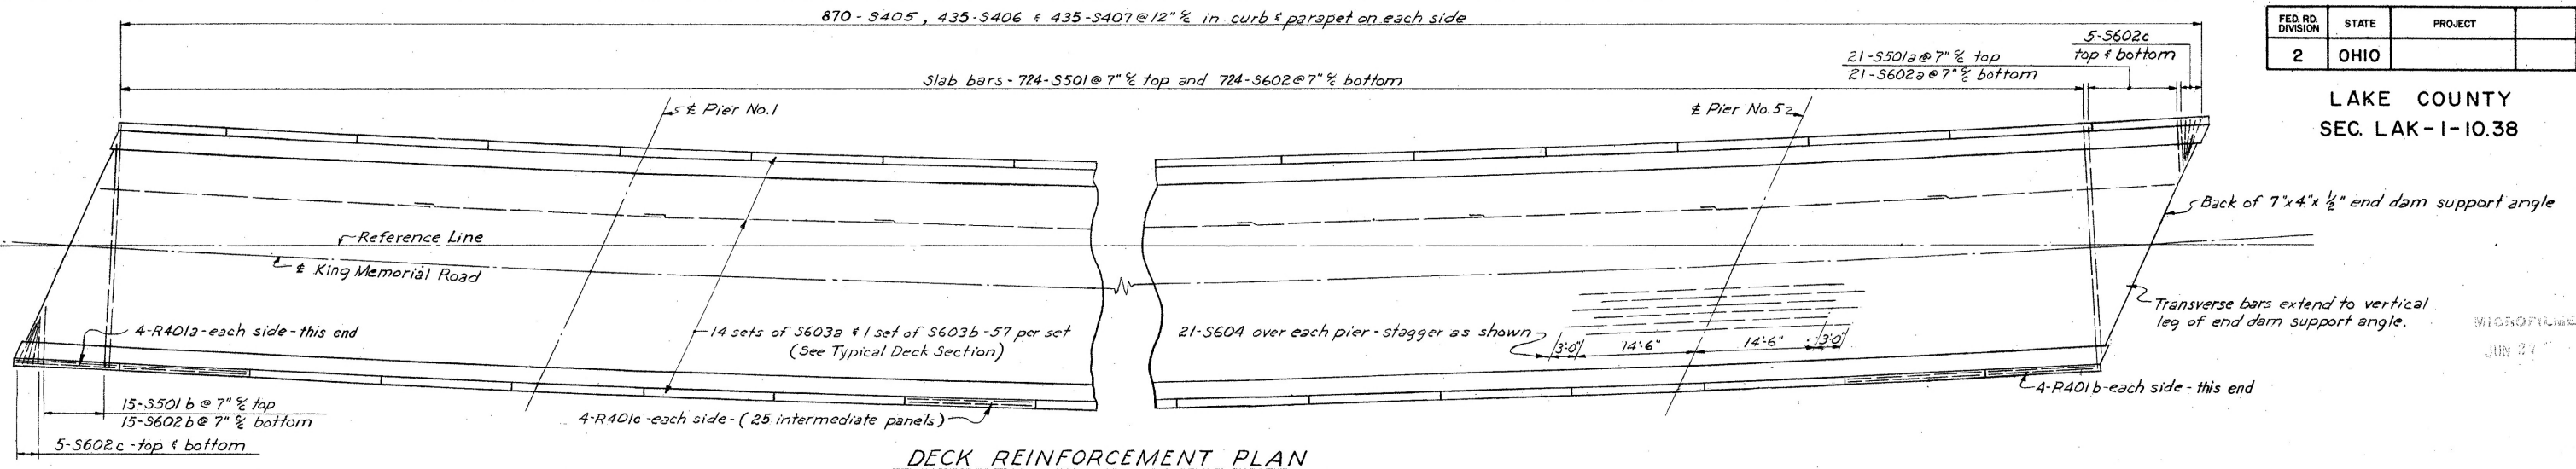 870 - S405, 435-S406 & 435-S407@12" ℄ in curb & parapet on each side
FED. RD. DIVISION STATE PROJECT
2 OHIO
LAKE COUNTY
SEC. LAK-1-10.38
5-S602c
top & bottom
21-S501a@7" ℄ top
21-S602a@7" ℄ bottom
Slab bars - 724-S501@7" ℄ top and 724-S602@7" ℄ bottom
℄ Pier No.1
℄ Pier No.5
Back of 7"x4"x ½" end dam support angle
Reference Line
℄ King Memorial Road
Transverse bars extend to vertical
leg of end dam support angle.
MICROFILMED
JUN 27
4-R401a-each side-this end
14 sets of S603a & 1 set of S603b-57 per set
(See Typical Deck Section)
21-S604 over each pier-stagger as shown
3'-0" 14'-6" 14'-6" 3'-0"
4-R401b-each side-this end
15-S501b@7" ℄ top
15-S602b@7" ℄ bottom
4-R401c-each side-(25 intermediate panels)
5-S602c-top & bottom
DECK REINFORCEMENT PLAN